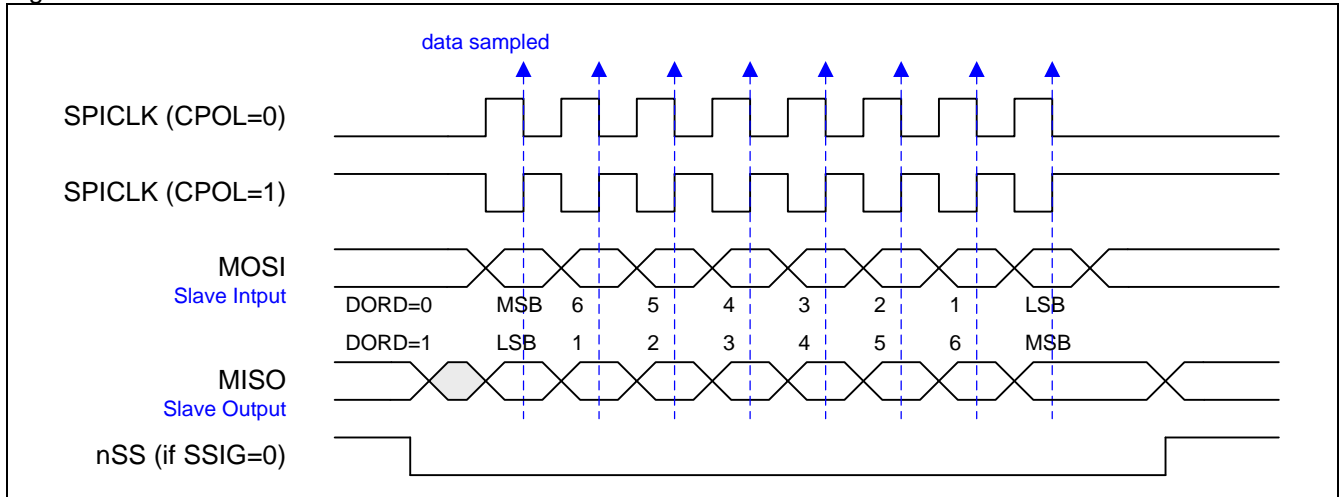 data sampled
SPICLK (CPOL=0)
SPICLK (CPOL=1)
MOSI
Slave Intput
DORD=0 MSB 6 5 4 3 2 1 LSB
DORD=1 LSB 1 2 3 4 5 6 MSB
MISO
Slave Output
nSS (if SSIG=0)